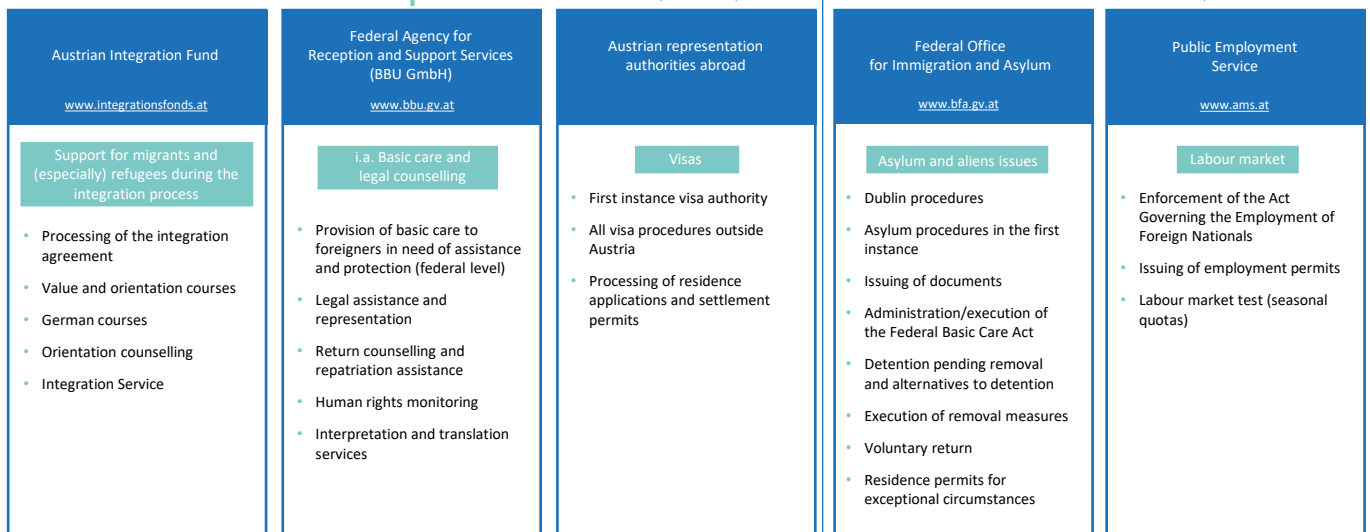 Austrian Integration Fund
www.integrationsfonds.at
Support for migrants and
(especially) refugees during the
integration process
• Processing of the integration
agreement
• Value and orientation courses
• German courses
• Orientation counselling
• Integration Service
Federal Agency for
Reception and Support Services
(BBU GmbH)
www.bbu.gv.at
i.a. Basic care and
legal counselling
• Provision of basic care to
foreigners in need of assistance
and protection (federal level)
• Legal assistance and
representation
• Return counselling and
repatriation assistance
• Human rights monitoring
• Interpretation and translation
services
Austrian representation
authorities abroad
Visas
• First instance visa authority
• All visa procedures outside
Austria
• Processing of residence
applications and settlement
permits
Federal Office
for Immigration and Asylum
www.bfa.gv.at
Asylum and aliens issues
• Dublin procedures
• Asylum procedures in the first
instance
• Issuing of documents
• Administration/execution of
the Federal Basic Care Act
• Detention pending removal
and alternatives to detention
• Execution of removal measures
• Voluntary return
• Residence permits for
exceptional circumstances
Public Employment
Service
www.ams.at
Labour market
• Enforcement of the Act
Governing the Employment of
Foreign Nationals
• Issuing of employment permits
• Labour market test (seasonal
quotas)